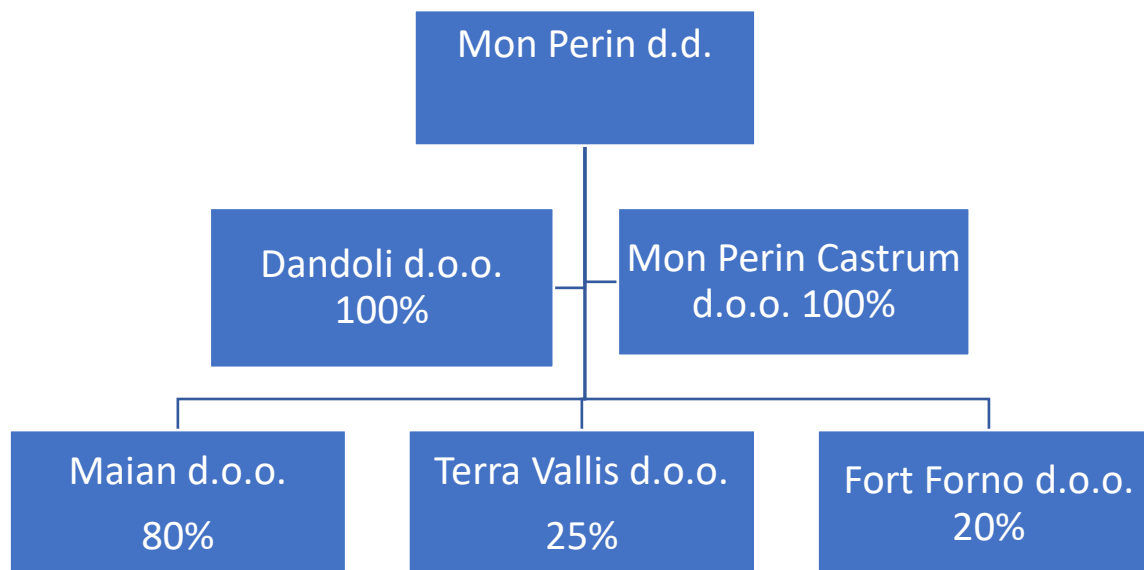 Mon Perin d.d.
Dandoli d.o.o.
100%
Mon Perin Castrum
d.o.o. 100%
Maian d.o.o.
80%
Terra Vallis d.o.o.
25%
Fort Forno d.o.o.
20%